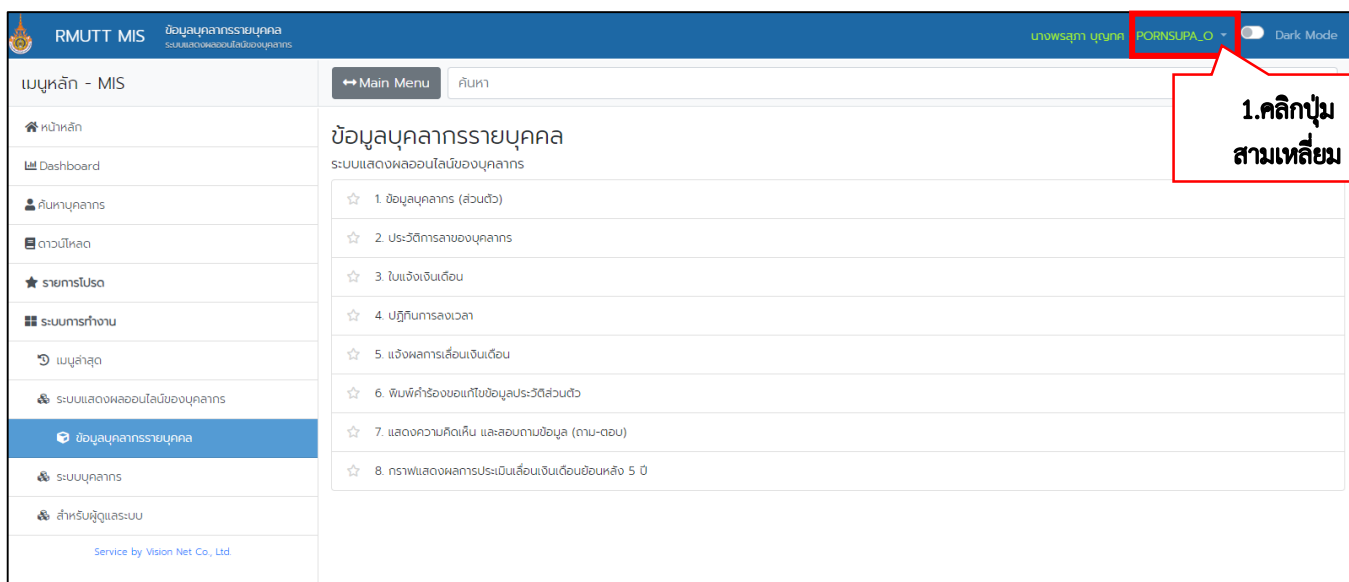 RMUTT MIS
ข้อมูลบุคลากรรายบุคคล
ระบบแสดงผลออนไลน์ของบุคลากร
นางพรสุภา บุญทศ
PORNSUPA_O
Dark Mode
เมนูหลัก - MIS
Main Menu
ค้นหา
1.คลิกปุ่ม
สามเหลี่ยม
หน้าหลัก
Dashboard
ค้นหาบุคลากร
ดาวน์โหลด
รายการโปรด
ระบบการทำงาน
เมนูล่าสุด
ระบบแสดงผลออนไลน์ของบุคลากร
ข้อมูลบุคลากรรายบุคคล
ระบบบุคลากร
สำหรับผู้ดูแลระบบ
Service by Vision Net Co., Ltd.
ข้อมูลบุคลากรรายบุคคล
ระบบแสดงผลออนไลน์ของบุคลากร
1. ข้อมูลบุคลากร (ส่วนตัว)
2. ประวัติการลาของบุคลากร
3. ใบแจ้งเงินเดือน
4. ปฏิทินการลงเวลา
5. แจ้งผลการเลื่อนเงินเดือน
6. พิมพ์คำร้องขอแก้ไขข้อมูลประวัติส่วนตัว
7. แสดงความคิดเห็น และสอบถามข้อมูล (ถาม-ตอบ)
8. กราฟแสดงผลการประเมินเลื่อนเงินเดือนย้อนหลัง 5 ปี